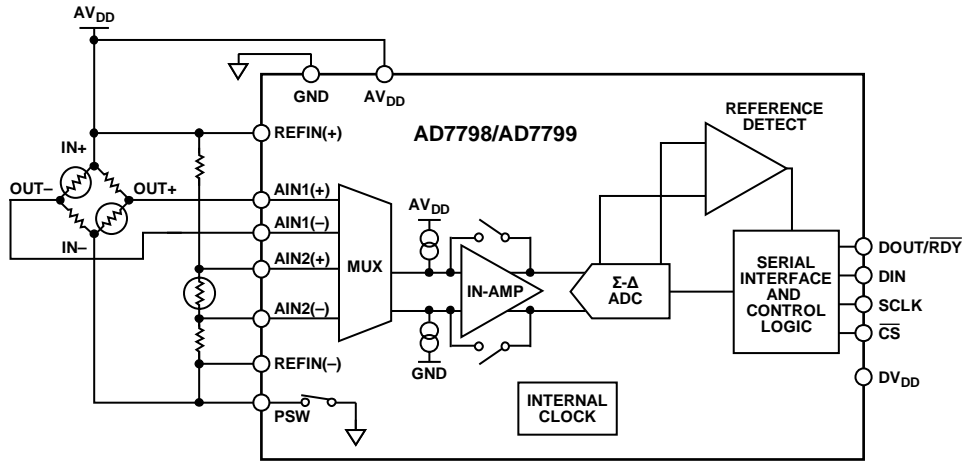 AVDD
GND
AVDD
REFERENCE
DETECT
REFIN(+)
AD7798/AD7799
IN+
OUT–
OUT+
AIN1(+)
AVDD
AIN1(–)
IN–
DOUT/RDY
MUX
SERIAL
INTERFACE
AND
CONTROL
LOGIC
AIN2(+)
IN-AMP
Σ-Δ
ADC
DIN
SCLK
AIN2(–)
CS
GND
REFIN(–)
DVDD
INTERNAL
CLOCK
PSW